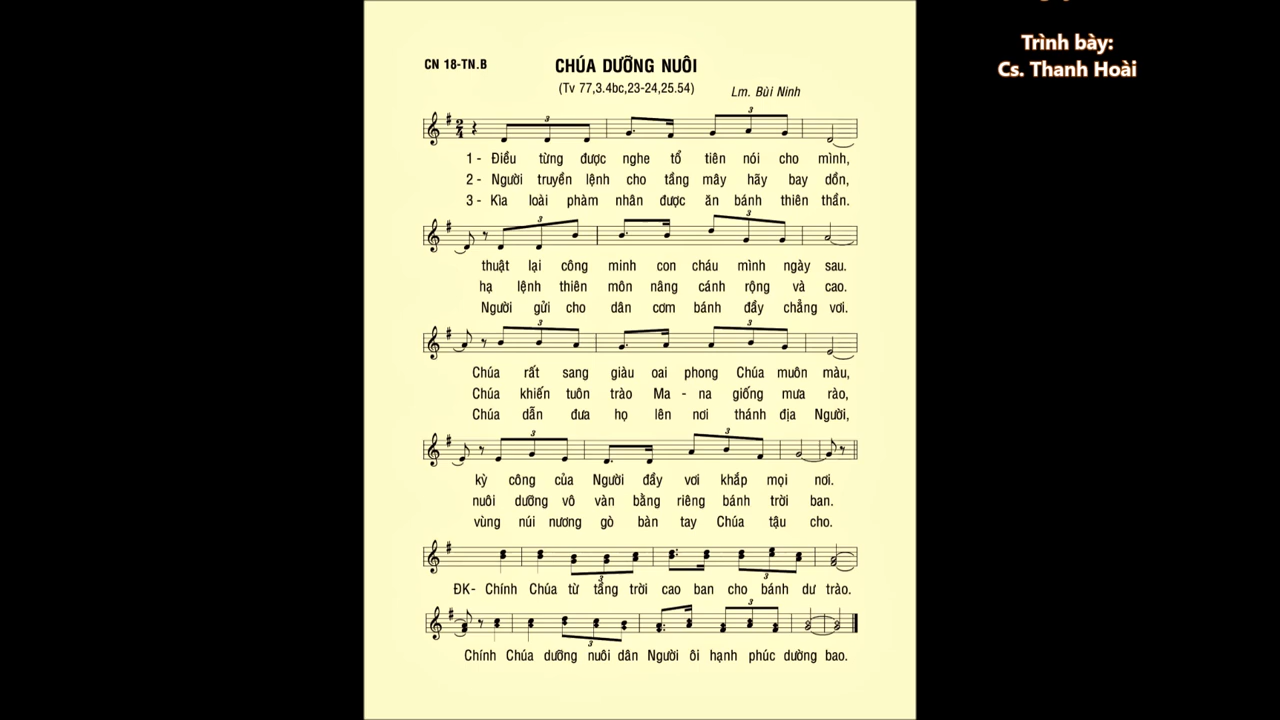 Trình bày:
Cs. Thanh Hoài
CN 18-TN.B
CHÚA DƯỠNG NUÔI
(Tv 77,3.4bc,23-24,25.54)
Lm. Bùi Ninh
1 - Điều từng được nghe tổ tiên nói cho mình,
2 - Người truyền lệnh cho tầng mây hãy bay dồn,
3 - Kìa loài phàm nhân được ăn bánh thiên thần.
thuật lại công minh con cháu mình ngày sau.
hạ lệnh thiên môn nâng cánh rộng và cao.
Người gửi cho dân cơm bánh đầy chẳng vơi.
Chúa rất sang giàu oai phong Chúa muôn màu,
Chúa khiến tuôn trào Ma - na giống mưa rào,
Chúa dẫn đưa họ lên nơi thánh địa Người,
kỳ công của Người đầy vơi khắp mọi nơi.
nuôi dưỡng vô vàn bằng riêng bánh trời ban.
vùng núi nương gò bàn tay Chúa tậu cho.
ĐK- Chính Chúa từ tầng trời cao ban cho bánh dư trào.
Chính Chúa dưỡng nuôi dân Người ôi hạnh phúc dường bao.